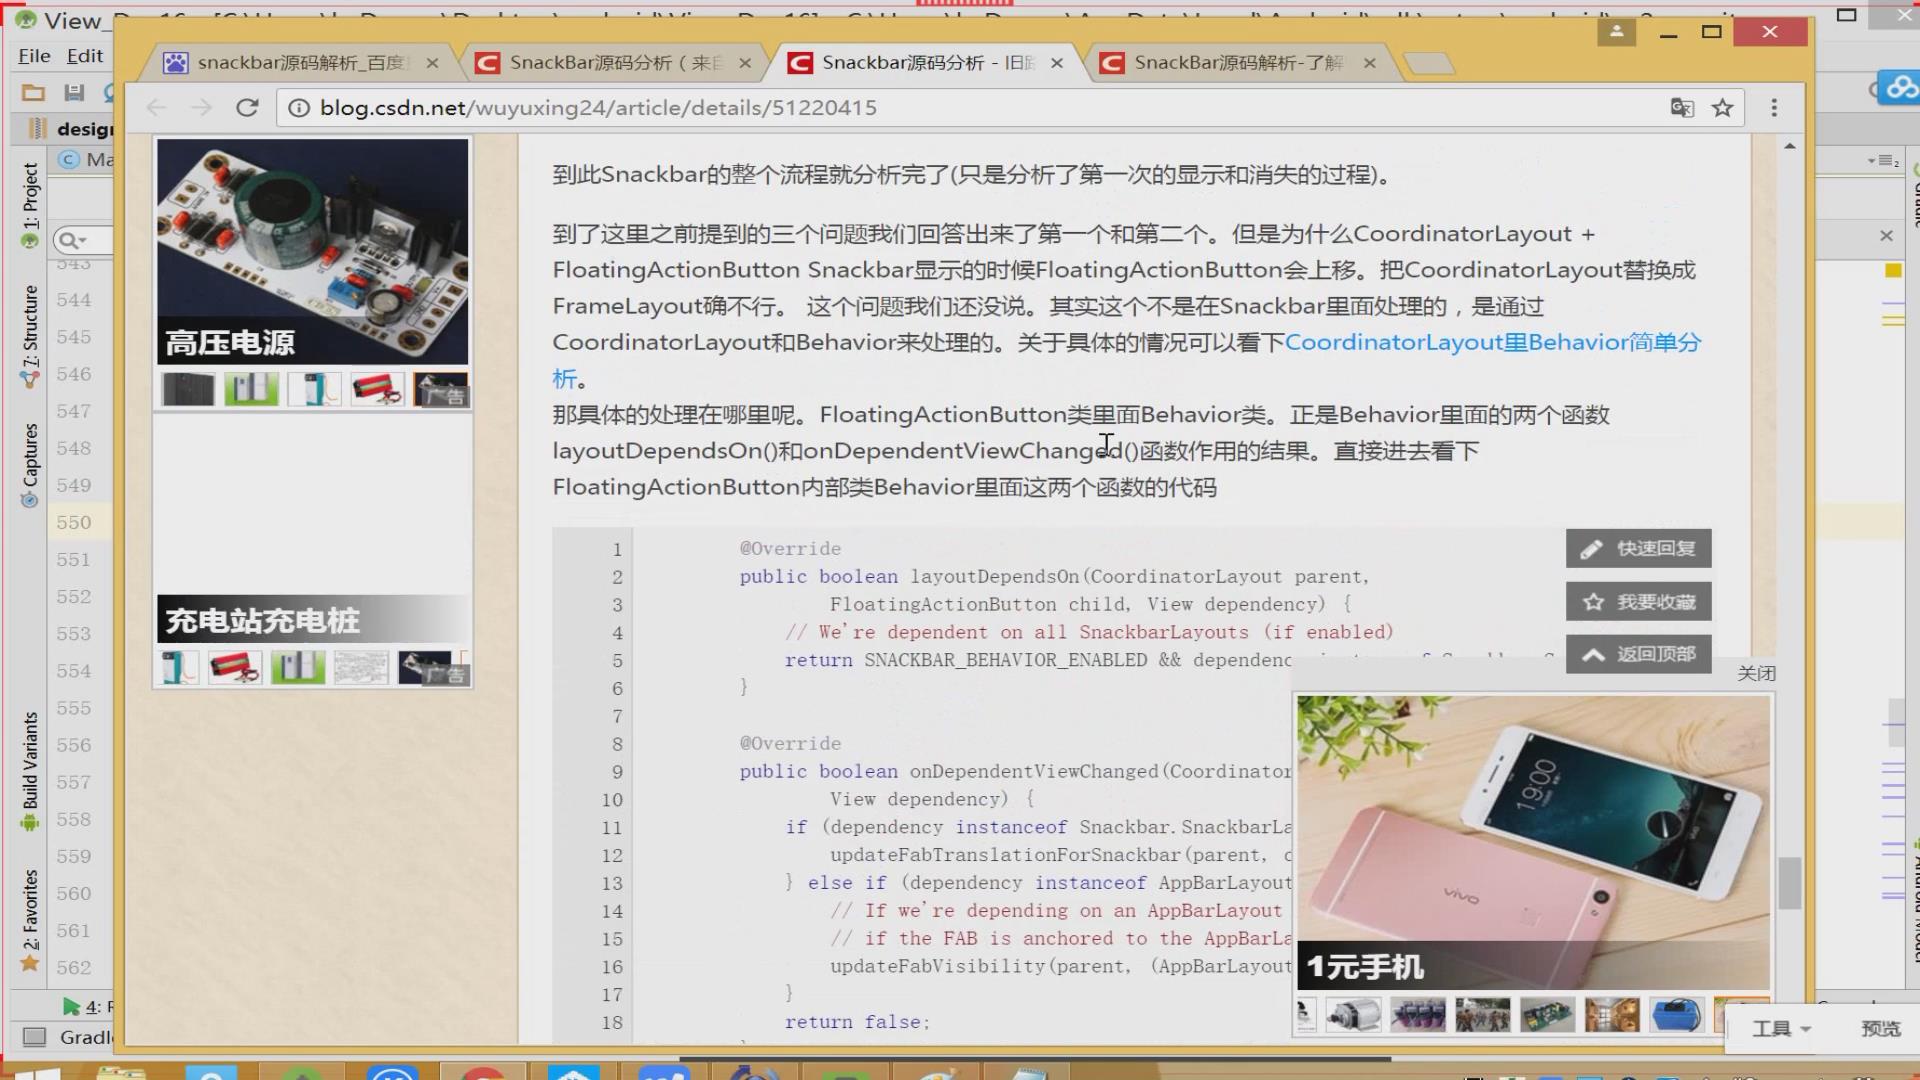 View_
File Edit
snackbar源码解析_百度
SnackBar源码分析（来自
Snackbar源码分析 - 旧
SnackBar源码解析-了解
blog.csdn.net/wuyuxing24/article/details/51220415
design
Ma
1: Project
7: Structure
Captures
Build Variants
2: Favorites
543
544
545
546
547
548
549
550
551
552
553
554
555
556
557
558
559
560
561
562
4:
Gradl
高压电源
广告
充电站充电桩
广告
到此Snackbar的整个流程就分析完了(只是分析了第一次的显示和消失的过程)。
到了这里之前提到的三个问题我们回答出来了第一个和第二个。但是为什么CoordinatorLayout +
FloatingActionButton Snackbar显示的时候FloatingActionButton会上移。把CoordinatorLayout替换成
FrameLayout确不行。 这个问题我们还没说。其实这个不是在Snackbar里面处理的，是通过
CoordinatorLayout和Behavior来处理的。关于具体的情况可以看下CoordinatorLayout里Behavior简单分
析。
那具体的处理在哪里呢。FloatingActionButton类里面Behavior类。正是Behavior里面的两个函数
layoutDependsOn()和onDependentViewChanged()函数作用的结果。直接进去看下
FloatingActionButton内部类Behavior里面这两个函数的代码
1 @Override
2 public boolean layoutDependsOn(CoordinatorLayout parent,
3 FloatingActionButton child, View dependency) {
4 // We're dependent on all SnackbarLayouts (if enabled)
5 return SNACKBAR_BEHAVIOR_ENABLED && dependenc
6 }
7
8 @Override
9 public boolean onDependentViewChanged(Coordinator
10 View dependency) {
11 if (dependency instanceof Snackbar.SnackbarLa
12 updateFabTranslationForSnackbar(parent, c
13 } else if (dependency instanceof AppBarLayout
14 // If we're depending on an AppBarLayout
15 // if the FAB is anchored to the AppBarLa
16 updateFabVisibility(parent, (AppBarLayout
17 }
18 return false;
快速回复
我要收藏
返回顶部
关闭
19:00
vivo
1元手机
工具 预览